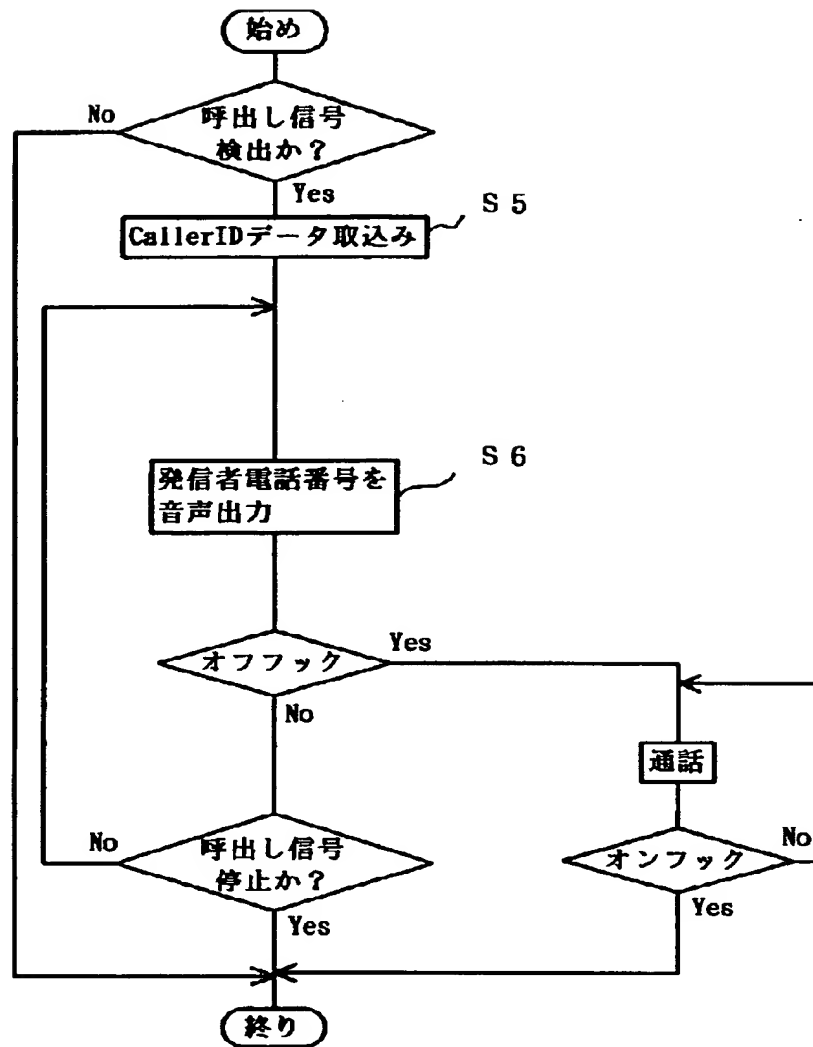 始め
No
呼出し信号
検出か?
Yes
S5
CallerIDデータ取込み
S6
発信者電話番号を
音声出力
Yes
オフフック
No
通話
No
呼出し信号
停止か?
オンフック
No
Yes
Yes
終り